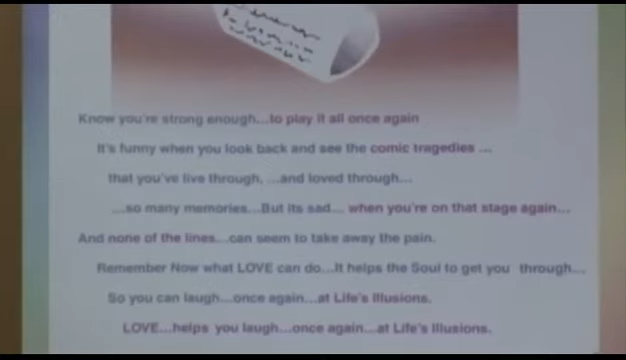 Know you're strong enough...to play it all once again
It's funny when you look back and see the comic tragedies ...
that you've live through, ...and loved through...
...so many memories...But its sad... when you're on that stage again...
And none of the lines...can seem to take away the pain.
Remember Now what LOVE can do...It helps the Soul to get you through...
So you can laugh...once again...at Life's Illusions.
LOVE...helps you laugh...once again...at Life's Illusions.